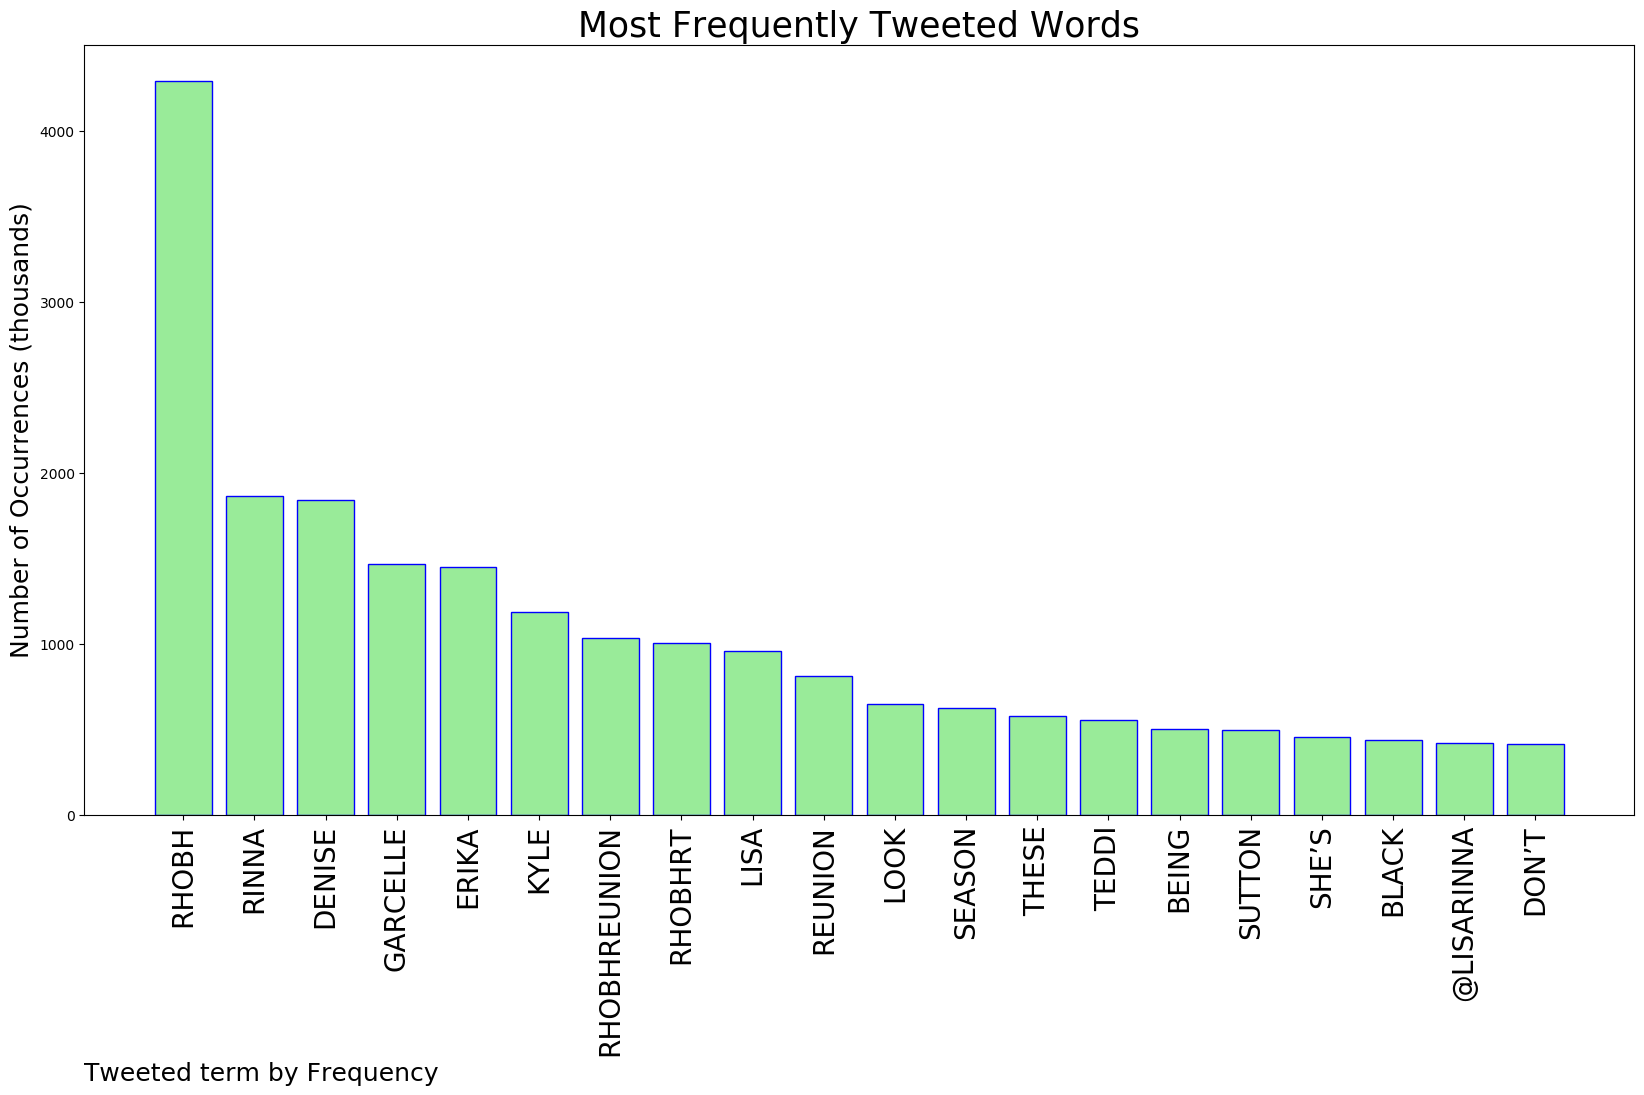 Most Frequently Tweeted Words
Number of Occurrences (thousands)
4000
3000
2000
1000
0
RHOBH
RINNA
DENISE
GARCELLE
ERIKA
KYLE
RHOBHREUNION
RHOBHRT
LISA
REUNION
LOOK
SEASON
THESE
TEDDI
BEING
SUTTON
SHE’S
BLACK
@LISARINNA
DON’T
Tweeted term by Frequency